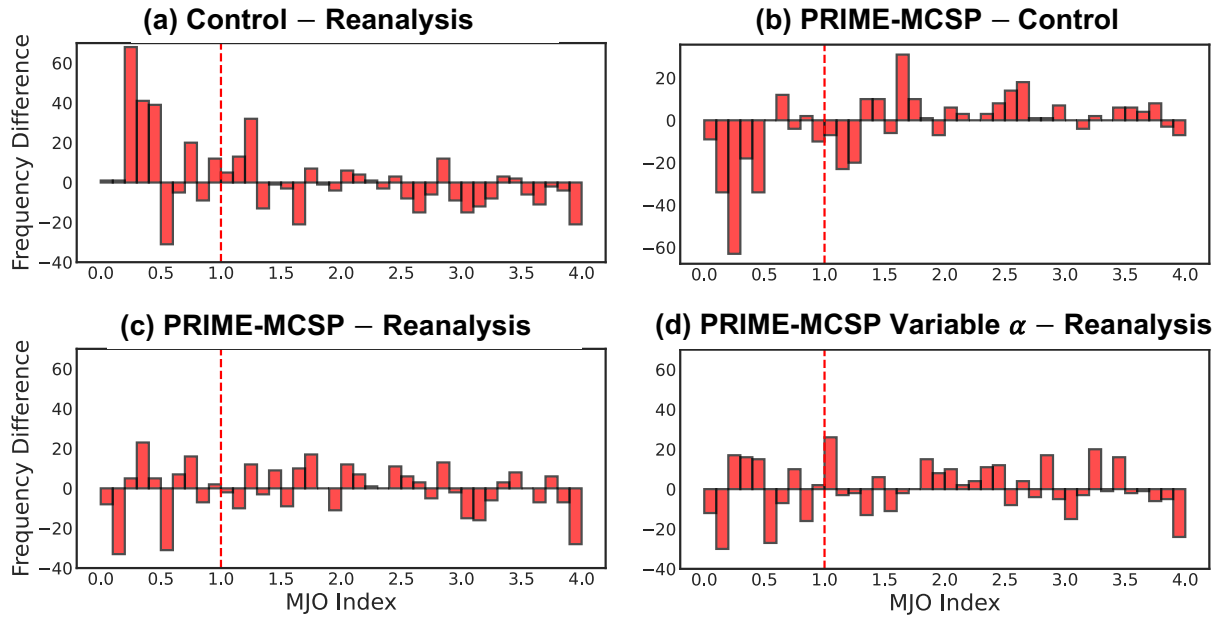 (a) Control – Reanalysis
(b) PRIME-MCSP – Control
Frequency Difference
60
40
20
0
−20
−40
0.0 0.5 1.0 1.5 2.0 2.5 3.0 3.5 4.0
20
0
−20
−40
−60
0.0 0.5 1.0 1.5 2.0 2.5 3.0 3.5 4.0
(c) PRIME-MCSP – Reanalysis
(d) PRIME-MCSP Variable α – Reanalysis
Frequency Difference
60
40
20
0
−20
−40
0.0 0.5 1.0 1.5 2.0 2.5 3.0 3.5 4.0
MJO Index
60
40
20
0
−20
−40
0.0 0.5 1.0 1.5 2.0 2.5 3.0 3.5 4.0
MJO Index